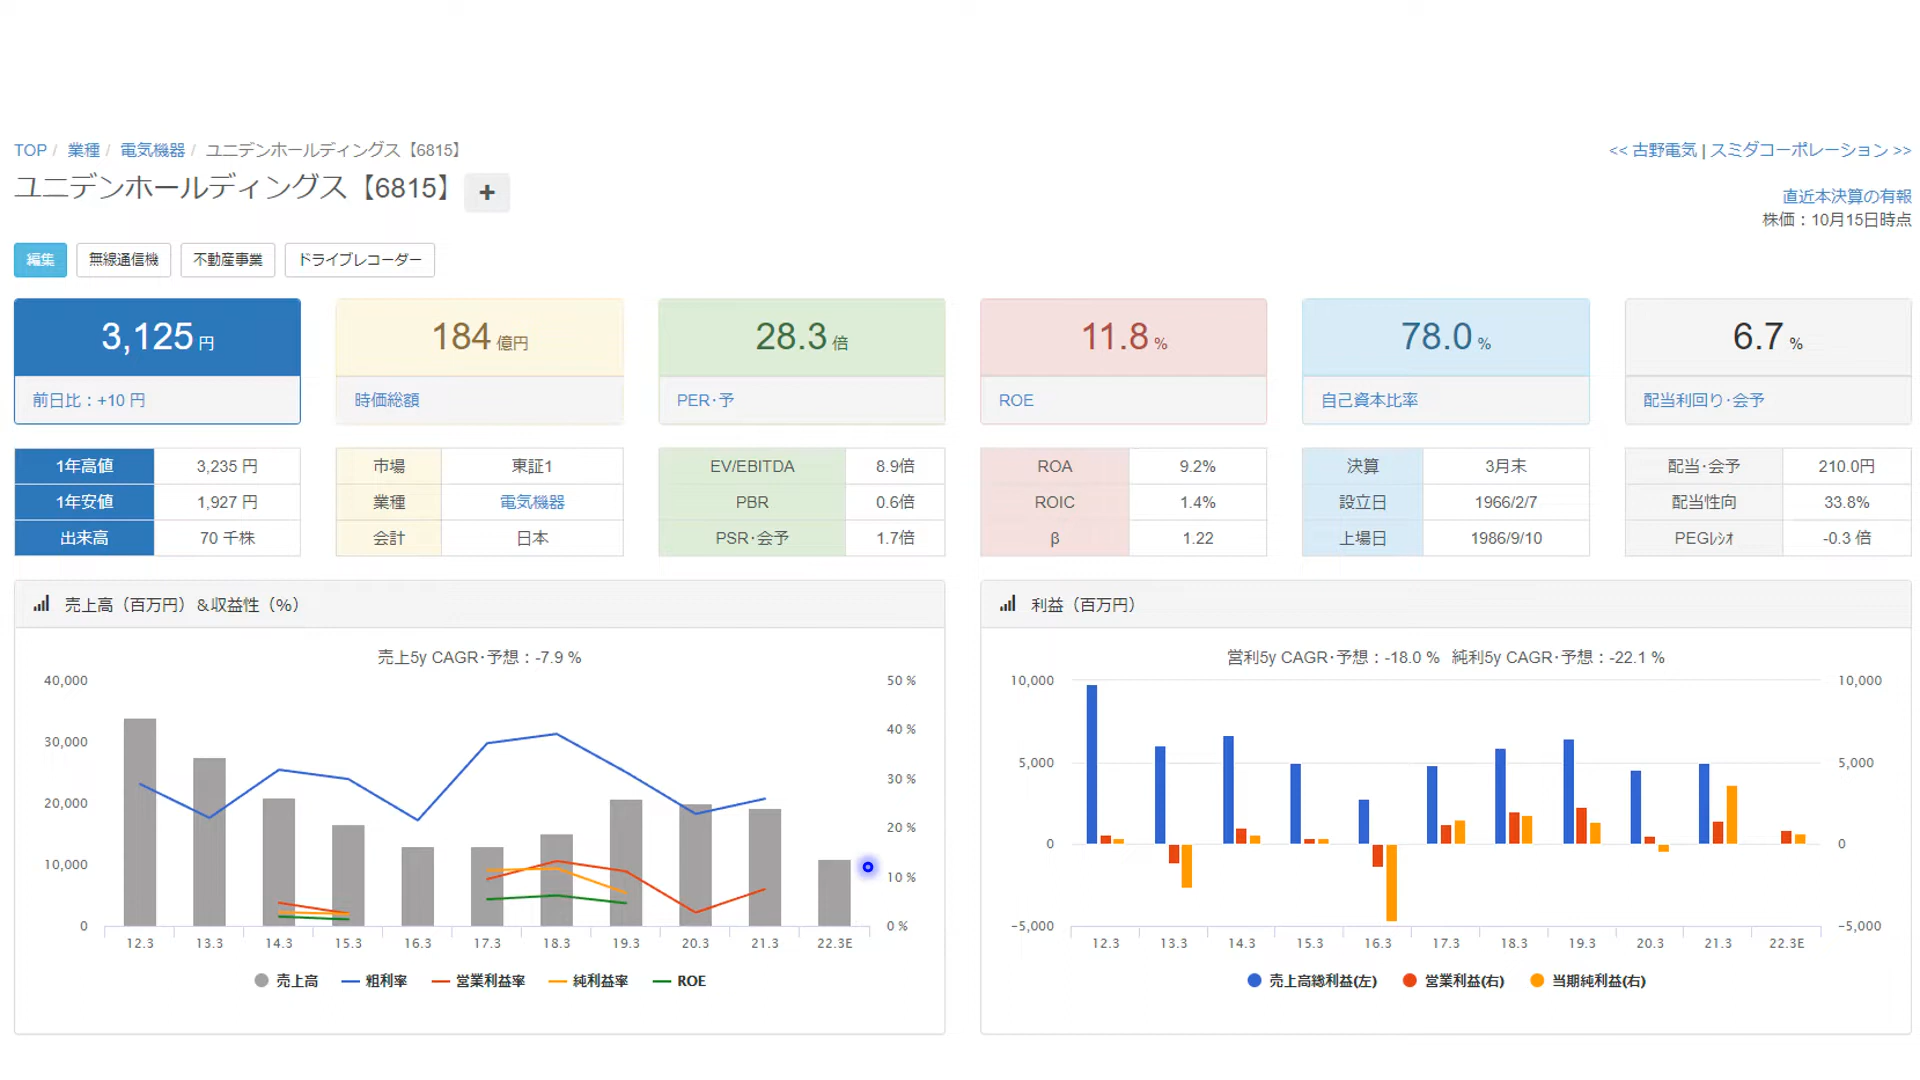 TOP / 業種 / 電気機器 / ユニデンホールディングス【6815】
<< 古野電気 | スミダコーポレーション >>
ユニデンホールディングス【6815】 +
直近本決算の有報
株価：10月15日時点
編集 無線通信機 不動産事業 ドライブレコーダー
3,125 円
前日比：+10 円
184 億円
時価総額
28.3 倍
PER･予
11.8 %
ROE
78.0 %
自己資本比率
6.7 %
配当利回り･会予
1年高値 3,235 円
1年安値 1,927 円
出来高 70 千株
市場 東証1
業種 電気機器
会計 日本
EV/EBITDA 8.9倍
PBR 0.6倍
PSR･会予 1.7倍
ROA 9.2%
ROIC 1.4%
β 1.22
決算 3月末
設立日 1966/2/7
上場日 1986/9/10
配当･会予 210.0円
配当性向 33.8%
PEGﾚｼｵ -0.3 倍
売上高（百万円）＆収益性（%）
売上5y CAGR･予想：-7.9 %
40,000
30,000
20,000
10,000
0
50 %
40 %
30 %
20 %
10 %
0 %
12.3 13.3 14.3 15.3 16.3 17.3 18.3 19.3 20.3 21.3 22.3E
売上高 粗利率 営業利益率 純利益率 ROE
利益（百万円）
営利5y CAGR･予想：-18.0 % 純利5y CAGR･予想：-22.1 %
10,000
5,000
0
−5,000
10,000
5,000
0
−5,000
12.3 13.3 14.3 15.3 16.3 17.3 18.3 19.3 20.3 21.3 22.3E
売上高総利益(左) 営業利益(右) 当期純利益(右)